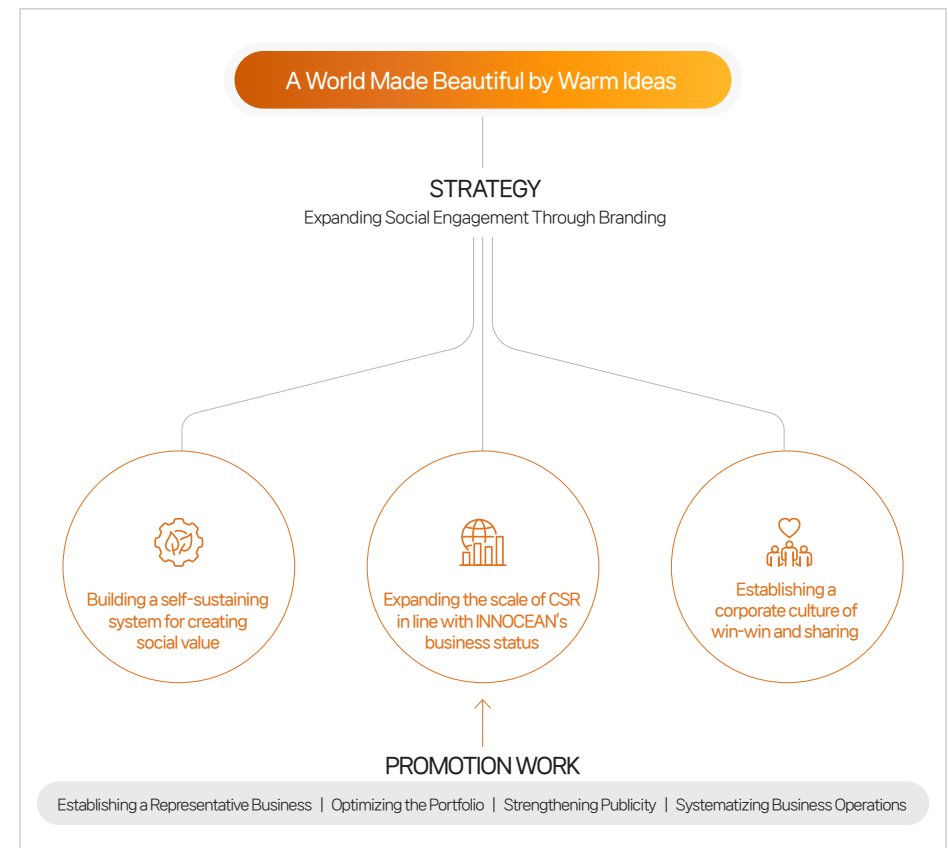 A World Made Beautiful by Warm Ideas
STRATEGY
Expanding Social Engagement Through Branding
Building a self-sustaining
system for creating
social value
Expanding the scale of CSR
in line with INNOCEAN's
business status
Establishing a
corporate culture of
win-win and sharing
PROMOTION WORK
Establishing a Representative Business | Optimizing the Portfolio | Strengthening Publicity | Systematizing Business Operations